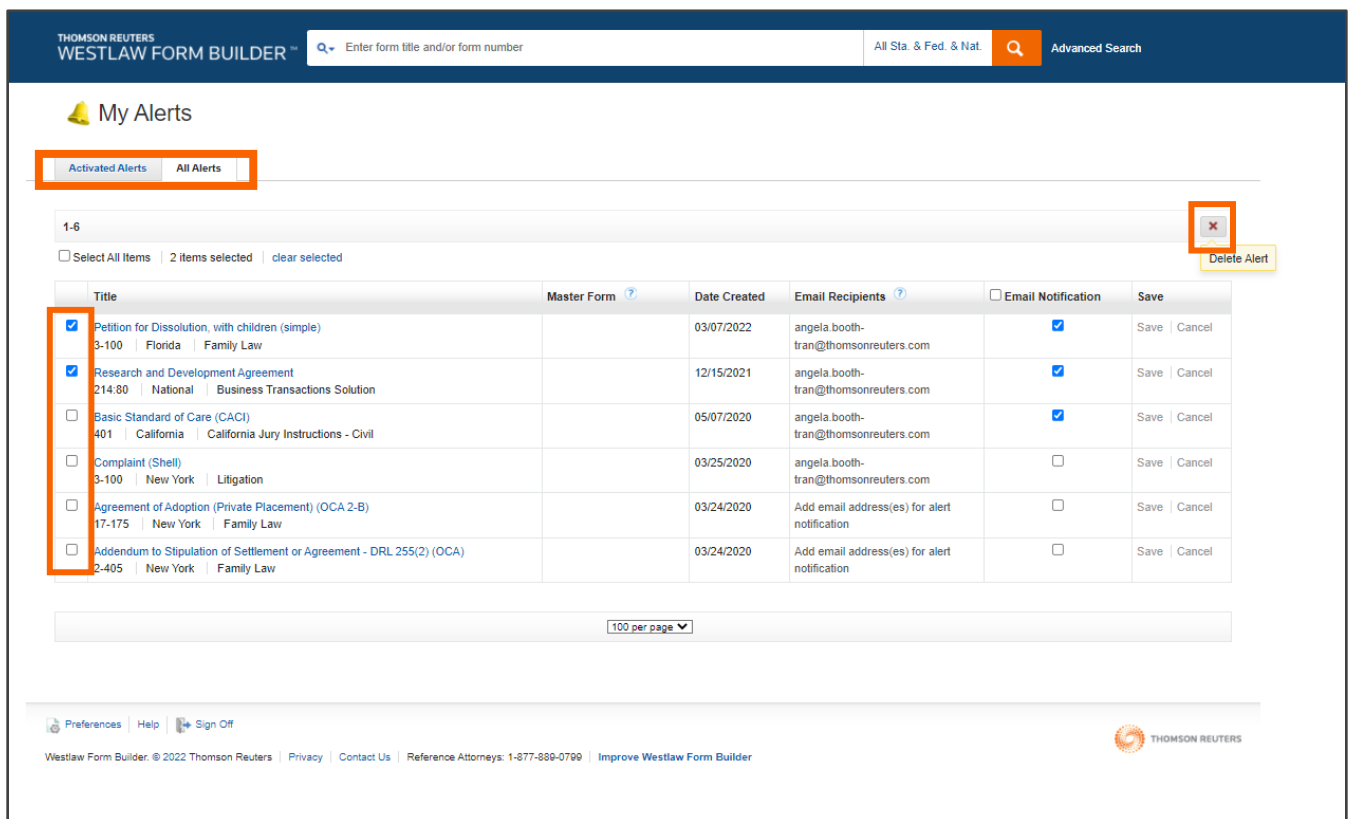 THOMSON REUTERS
WESTLAW FORM BUILDER™ Enter form title and/or form number All Sta. & Fed. & Nat. Advanced Search
My Alerts
Activated Alerts All Alerts
1-6
Delete Alert
Select All Items 2 items selected clear selected
Title Master Form ? Date Created Email Recipients ? Email Notification Save
Petition for Dissolution, with children (simple) 03/07/2022 angela.booth- Save Cancel
3-100 Florida Family Law tran@thomsonreuters.com
Research and Development Agreement 12/15/2021 angela.booth- Save Cancel
214:80 National Business Transactions Solution tran@thomsonreuters.com
Basic Standard of Care (CACI) 05/07/2020 angela.booth- Save Cancel
401 California California Jury Instructions - Civil tran@thomsonreuters.com
Complaint (Shell) 03/25/2020 angela.booth- Save Cancel
3-100 New York Litigation tran@thomsonreuters.com
Agreement of Adoption (Private Placement) (OCA 2-B) 03/24/2020 Add email address(es) for alert Save Cancel
17-175 New York Family Law notification
Addendum to Stipulation of Settlement or Agreement - DRL 255(2) (OCA) 03/24/2020 Add email address(es) for alert Save Cancel
2-405 New York Family Law notification
100 per page
Preferences Help Sign Off
THOMSON REUTERS
Westlaw Form Builder. © 2022 Thomson Reuters Privacy Contact Us Reference Attorneys: 1-877-889-0799 Improve Westlaw Form Builder